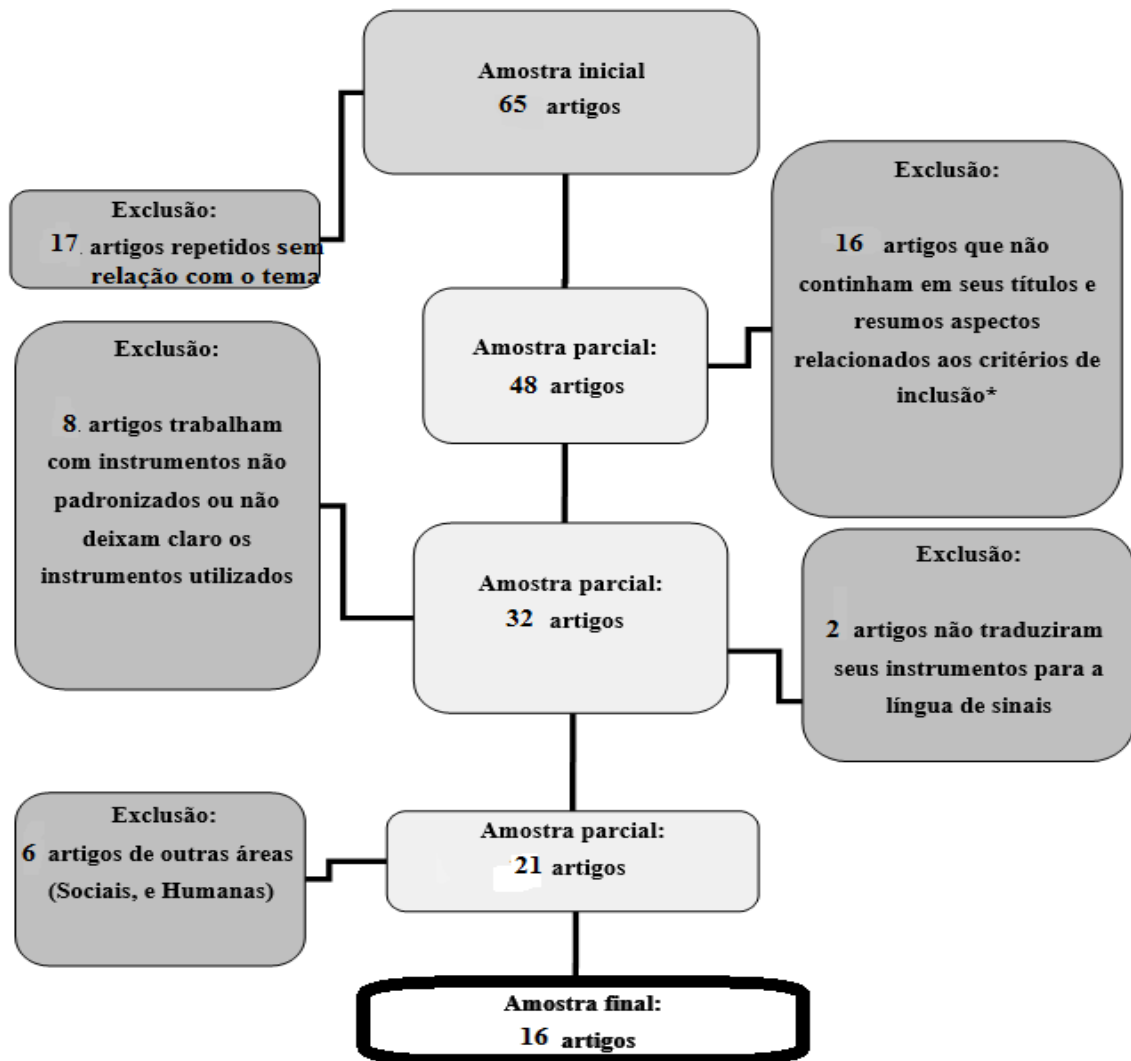 Amostra inicial
65 artigos
Exclusão:
17. artigos repetidos sem
relação com o tema
Exclusão:
16 artigos que não
continham em seus títulos e
resumos aspectos
relacionados aos critérios de
inclusão*
Amostra parcial:
48 artigos
Exclusão:
8. artigos trabalham
com instrumentos não
padronizados ou não
deixam claro os
instrumentos utilizados
Amostra parcial:
32 artigos
Exclusão:
2 artigos não traduziram
seus instrumentos para a
língua de sinais
Exclusão:
6 artigos de outras áreas
(Sociais, e Humanas)
Amostra parcial:
21 artigos
Amostra final:
16 artigos